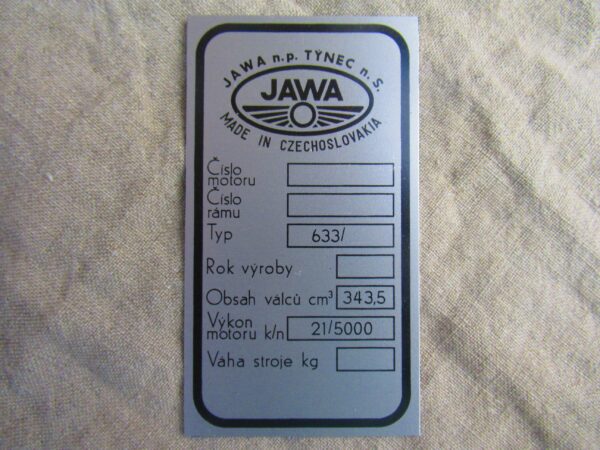 JAWA n.p. TÝNEC n. S.
JAWA
MADE IN CZECHOSLOVAKIA
Číslo
motoru
Číslo
rámu
Typ 633/
Rok výroby
Obsah válců cm³ 343,5
Výkon
motoru k/n 21/5000
Váha stroje kg